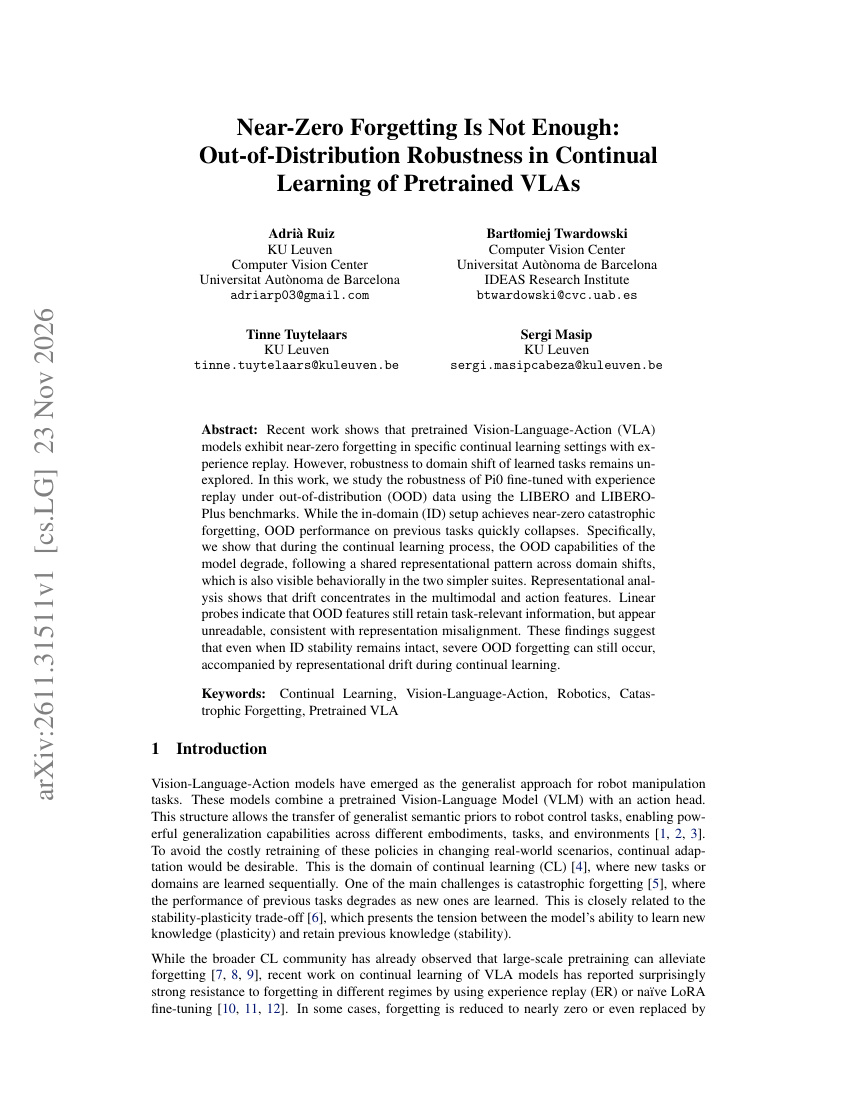 Near-Zero Forgetting Is Not Enough:
Out-of-Distribution Robustness in Continual
Learning of Pretrained VLAs
Adrià Ruiz
KU Leuven
Computer Vision Center
Universitat Autònoma de Barcelona
adriarp03@gmail.com
Bartłomiej Twardowski
Computer Vision Center
Universitat Autònoma de Barcelona
IDEAS Research Institute
btwardowski@cvc.uab.es
Tinne Tuytelaars
KU Leuven
tinne.tuytelaars@kuleuven.be
Sergi Masip
KU Leuven
sergi.masipcabeza@kuleuven.be
arXiv:2611.31511v1 [cs.LG] 23 Nov 2026
Abstract: Recent work shows that pretrained Vision-Language-Action (VLA)
models exhibit near-zero forgetting in specific continual learning settings with ex-
perience replay. However, robustness to domain shift of learned tasks remains un-
explored. In this work, we study the robustness of Pi0 fine-tuned with experience
replay under out-of-distribution (OOD) data using the LIBERO and LIBERO-
Plus benchmarks. While the in-domain (ID) setup achieves near-zero catastrophic
forgetting, OOD performance on previous tasks quickly collapses. Specifically,
we show that during the continual learning process, the OOD capabilities of the
model degrade, following a shared representational pattern across domain shifts,
which is also visible behaviorally in the two simpler suites. Representational anal-
ysis shows that drift concentrates in the multimodal and action features. Linear
probes indicate that OOD features still retain task-relevant information, but appear
unreadable, consistent with representation misalignment. These findings suggest
that even when ID stability remains intact, severe OOD forgetting can still occur,
accompanied by representational drift during continual learning.
Keywords: Continual Learning, Vision-Language-Action, Robotics, Catas-
trophic Forgetting, Pretrained VLA
1 Introduction
Vision-Language-Action models have emerged as the generalist approach for robot manipulation
tasks. These models combine a pretrained Vision-Language Model (VLM) with an action head.
This structure allows the transfer of generalist semantic priors to robot control tasks, enabling pow-
erful generalization capabilities across different embodiments, tasks, and environments [1, 2, 3].
To avoid the costly retraining of these policies in changing real-world scenarios, continual adap-
tation would be desirable. This is the domain of continual learning (CL) [4], where new tasks or
domains are learned sequentially. One of the main challenges is catastrophic forgetting [5], where
the performance of previous tasks degrades as new ones are learned. This is closely related to the
stability-plasticity trade-off [6], which presents the tension between the model's ability to learn new
knowledge (plasticity) and retain previous knowledge (stability).
While the broader CL community has already observed that large-scale pretraining can alleviate
forgetting [7, 8, 9], recent work on continual learning of VLA models has reported surprisingly
strong resistance to forgetting in different regimes by using experience replay (ER) or naïve LoRA
fine-tuning [10, 11, 12]. In some cases, forgetting is reduced to nearly zero or even replaced by